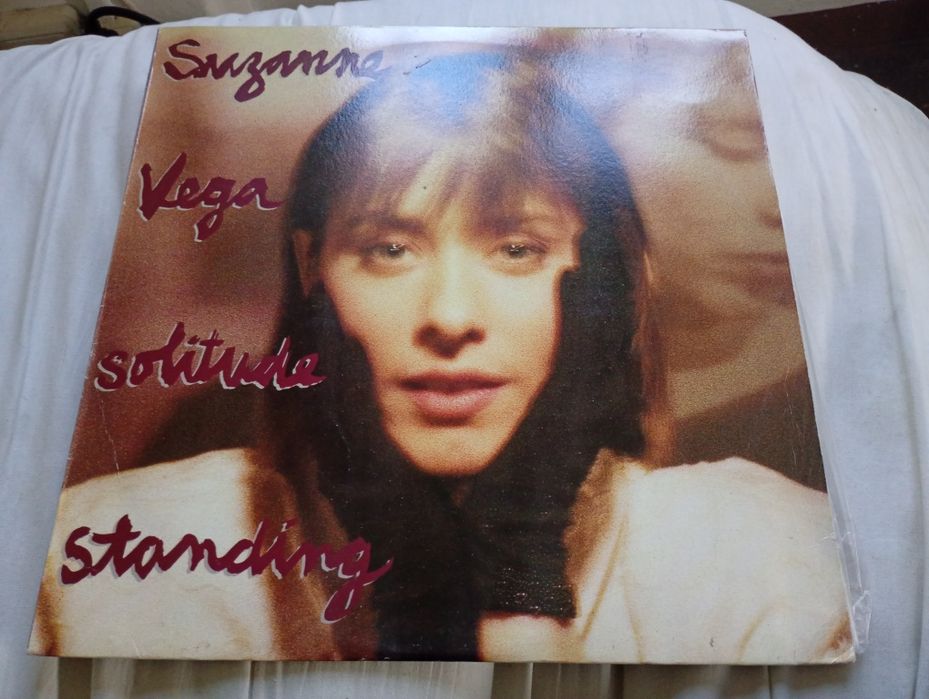 Suzanne
Vega
solitude
standing